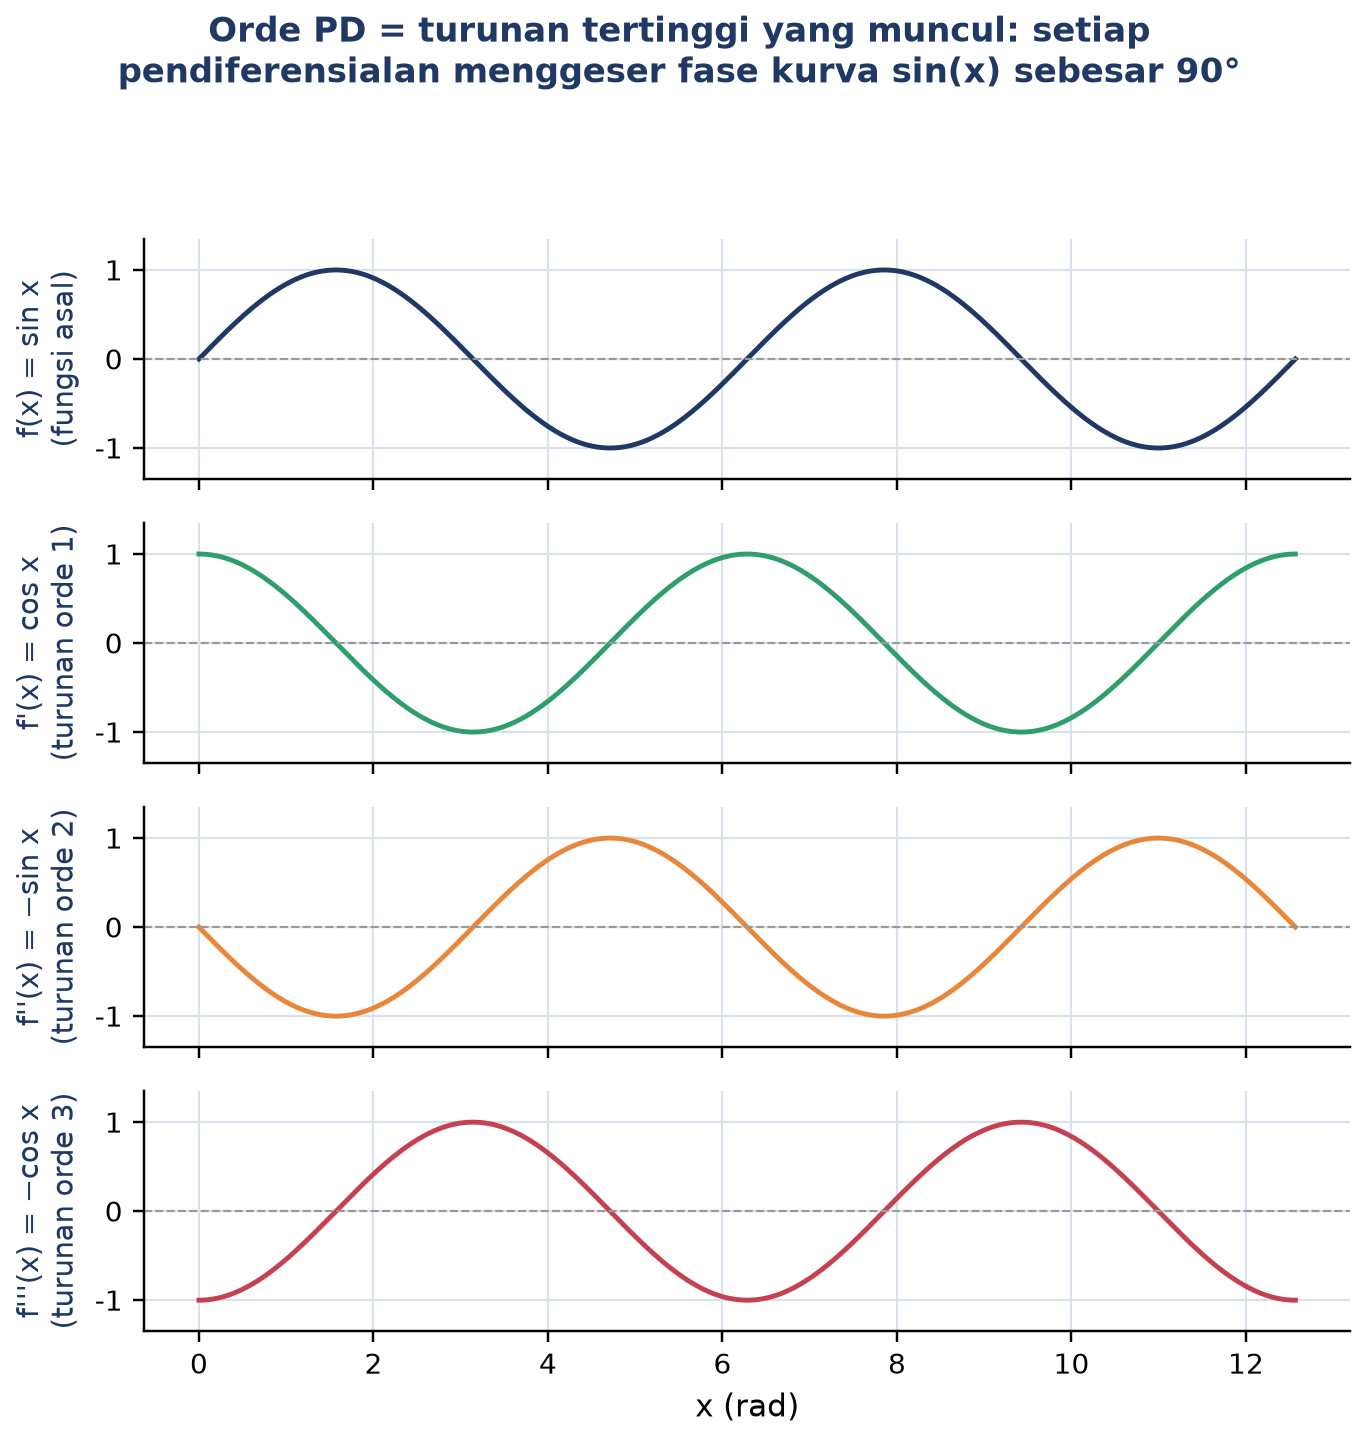 Orde PD = turunan tertinggi yang muncul: setiap
pendiferensialan menggeser fase kurva sin(x) sebesar 90°
f(x) = sin x
(fungsi asal)
1
0
-1
f'(x) = cos x
(turunan orde 1)
1
0
-1
f''(x) = −sin x
(turunan orde 2)
1
0
-1
f'''(x) = −cos x
(turunan orde 3)
1
0
-1
0 2 4 6 8 10 12
x (rad)